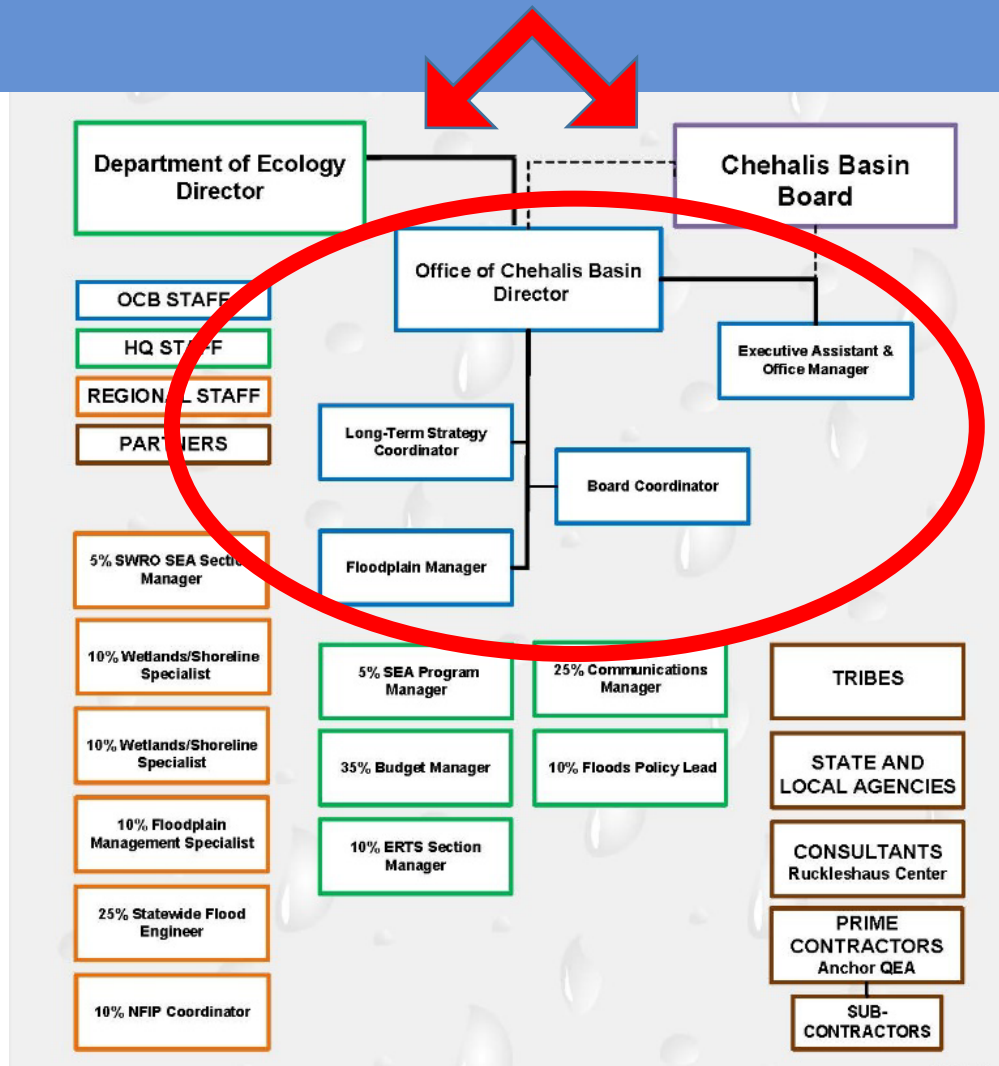 Department of Ecology
Director
Chehalis Basin
Board
Office of Chehalis Basin
Director
OCB STAFF
HQ STAFF
REGIONAL STAFF
PARTNERS
Executive Assistant &
Office Manager
Long-Term Strategy
Coordinator
Board Coordinator
Floodplain Manager
5% SWRO SEA Section
Manager
10% Wetlands/Shoreline
Specialist
10% Wetlands/Shoreline
Specialist
10% Floodplain
Management Specialist
25% Statewide Flood
Engineer
10% NFIP Coordinator
5% SEA Program
Manager
25% Communications
Manager
35% Budget Manager
10% Floods Policy Lead
10% ERTS Section
Manager
TRIBES
STATE AND
LOCAL AGENCIES
CONSULTANTS
Ruckleshaus Center
PRIME
CONTRACTORS
Anchor QEA
SUB-
CONTRACTORS